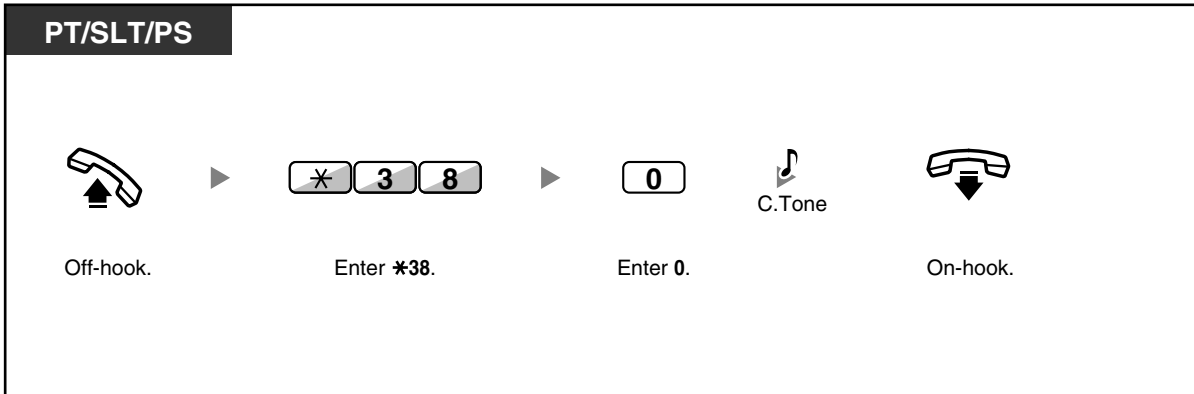 PT/SLT/PS
✳ 3 8 0
C.Tone
Off-hook. Enter ✳38. Enter 0. On-hook.